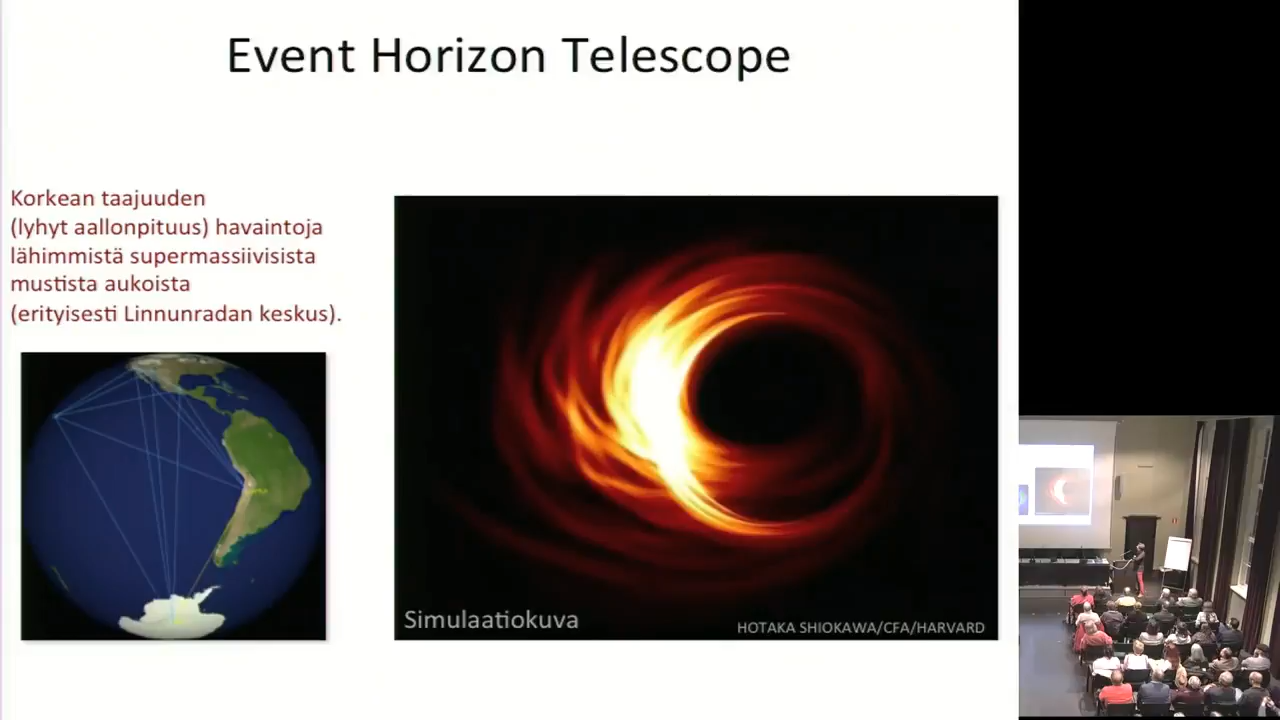 Event Horizon Telescope
Korkean taajuuden
(lyhyt aallonpituus) havaintoja
lähimmistä supermassiivisista
mustista aukoista
(erityisesti Linnunradan keskus).
Simulaatiokuva
HOTAKA SHIOKAWA/CFA/HARVARD